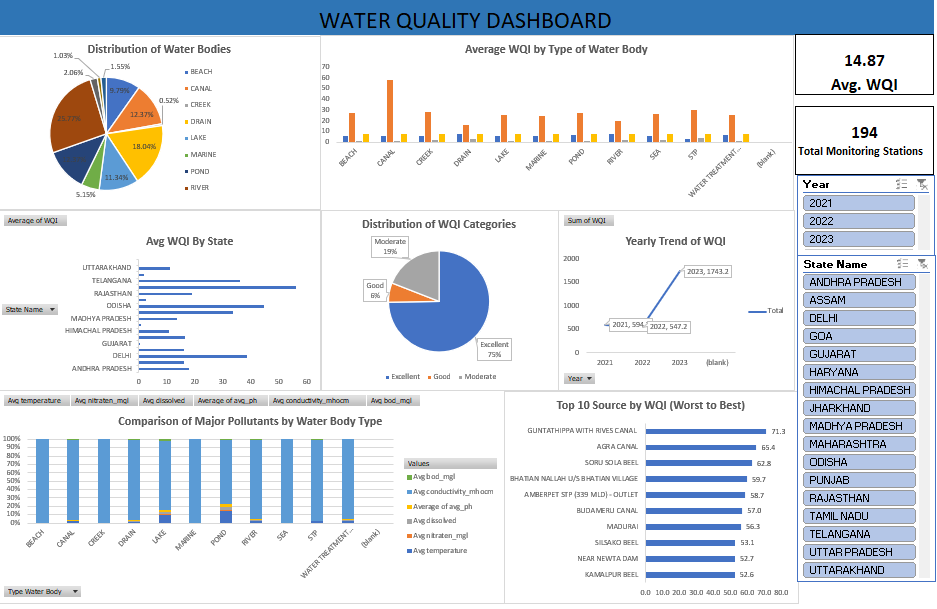 WATER QUALITY DASHBOARD
Distribution of Water Bodies
1.03%
1.55%
2.06%
9.79%
0.52%
12.37%
18.04%
11.34%
5.15%
BEACH
CANAL
CREEK
DRAIN
LAKE
MARINE
POND
RIVER
Average WQI by Type of Water Body
70
60
50
40
30
20
10
0
BEACH
CANAL
CREEK
DRAIN
LAKE
MARINE
POND
RIVER
SEA
STP
WATER TREATMENT...
(blank)
14.87
Avg. WQI
194
Total Monitoring Stations
Year
2021
2022
2023
State Name
ANDHRA PRADESH
ASSAM
DELHI
GOA
GUJARAT
HARYANA
HIMACHAL PRADESH
JHARKHAND
MADHYA PRADESH
MAHARASHTRA
ODISHA
PUNJAB
RAJASTHAN
TAMIL NADU
TELANGANA
UTTAR PRADESH
UTTARAKHAND
Average of WQI
Avg WQI By State
UTTARAKHAND
TELANGANA
RAJASTHAN
ODISHA
MADHYA PRADESH
HIMACHAL PRADESH
GUJARAT
DELHI
ANDHRA PRADESH
0 10 20 30 40 50 60
State Name
Distribution of WQI Categories
Moderate
19%
Good
6%
Excellent
75%
Excellent Good Moderate
Sum of WQI
Yearly Trend of WQI
2000
1500
1000
500
0
2023, 1743.2
2022, 547.2
Total
2021 2022 2023 (blank)
Year
Avg temperature Avg nitraten_mgl Avg dissolved Average of avg_ph Avg conductivity_mhocm Avg bod_mgl
Comparison of Major Pollutants by Water Body Type
100%
90%
80%
70%
60%
50%
40%
30%
20%
10%
0%
BEACH
CANAL
CREEK
DRAIN
LAKE
MARINE
POND
RIVER
SEA
STP
WATER TREATMENT...
(blank)
Values
Avg bod_mgl
Avg conductivity_mhocm
Average of avg_ph
Avg dissolved
Avg nitraten_mgl
Avg temperature
Type Water Body
Top 10 Source by WQI (Worst to Best)
GUNTATHIPPA WITH RIVES CANAL 71.3
AGRA CANAL 65.4
SORU SOLA BEEL 62.8
BHATIAN NALLAH U/S BHATIAN VILLAGE 59.7
AMBERPET STP (339 MLD) - OUTLET 58.7
BUDAMERU CANAL 57.0
MADURAI 56.3
SILSAKO BEEL 53.1
NEAR NEWTA DAM 52.7
KAMALPUR BEEL 52.6
0.0 10.0 20.0 30.0 40.0 50.0 60.0 70.0 80.0